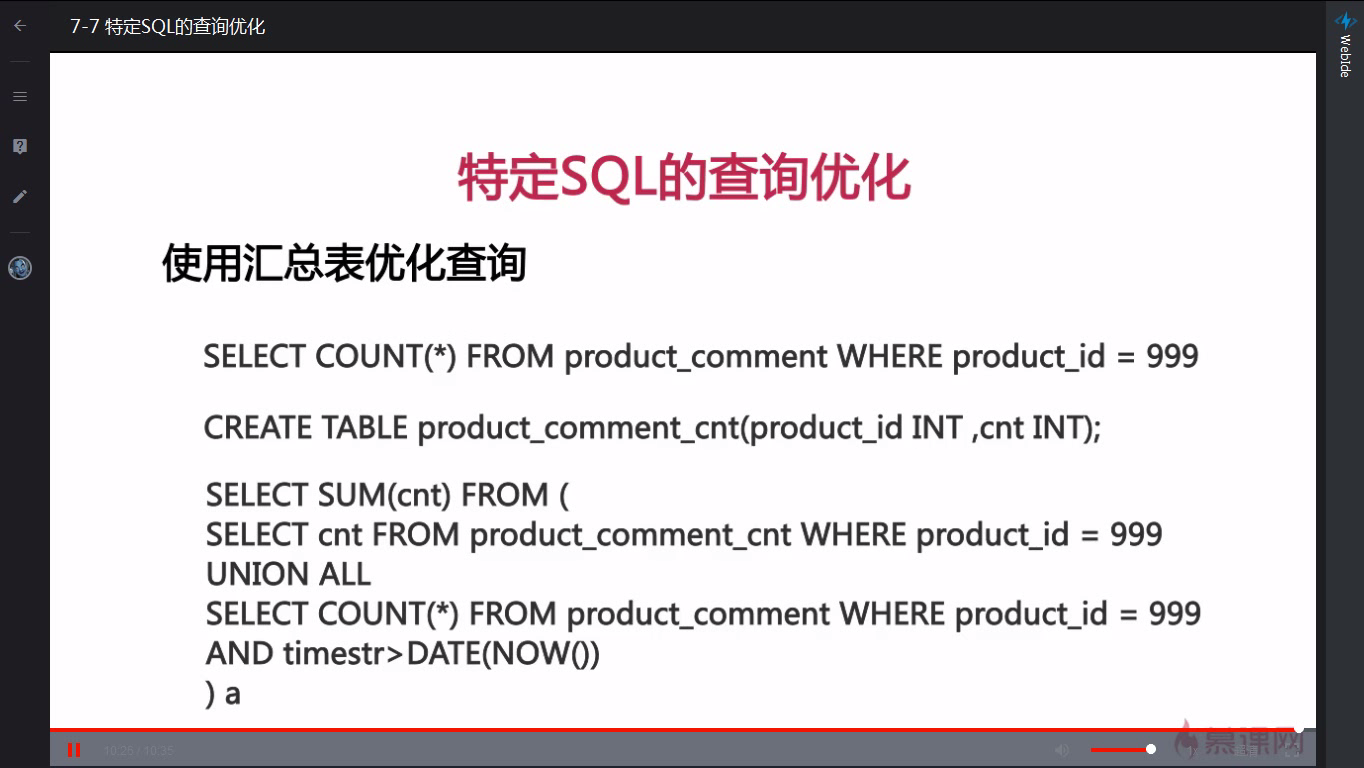 7-7 特定SQL的查询优化
WebIde
特定SQL的查询优化
使用汇总表优化查询
SELECT COUNT(*) FROM product_comment WHERE product_id = 999
CREATE TABLE product_comment_cnt(product_id INT ,cnt INT);
SELECT SUM(cnt) FROM (
SELECT cnt FROM product_comment_cnt WHERE product_id = 999
UNION ALL
SELECT COUNT(*) FROM product_comment WHERE product_id = 999
AND timestr>DATE(NOW())
) a
10:26 / 10:35
慕课网